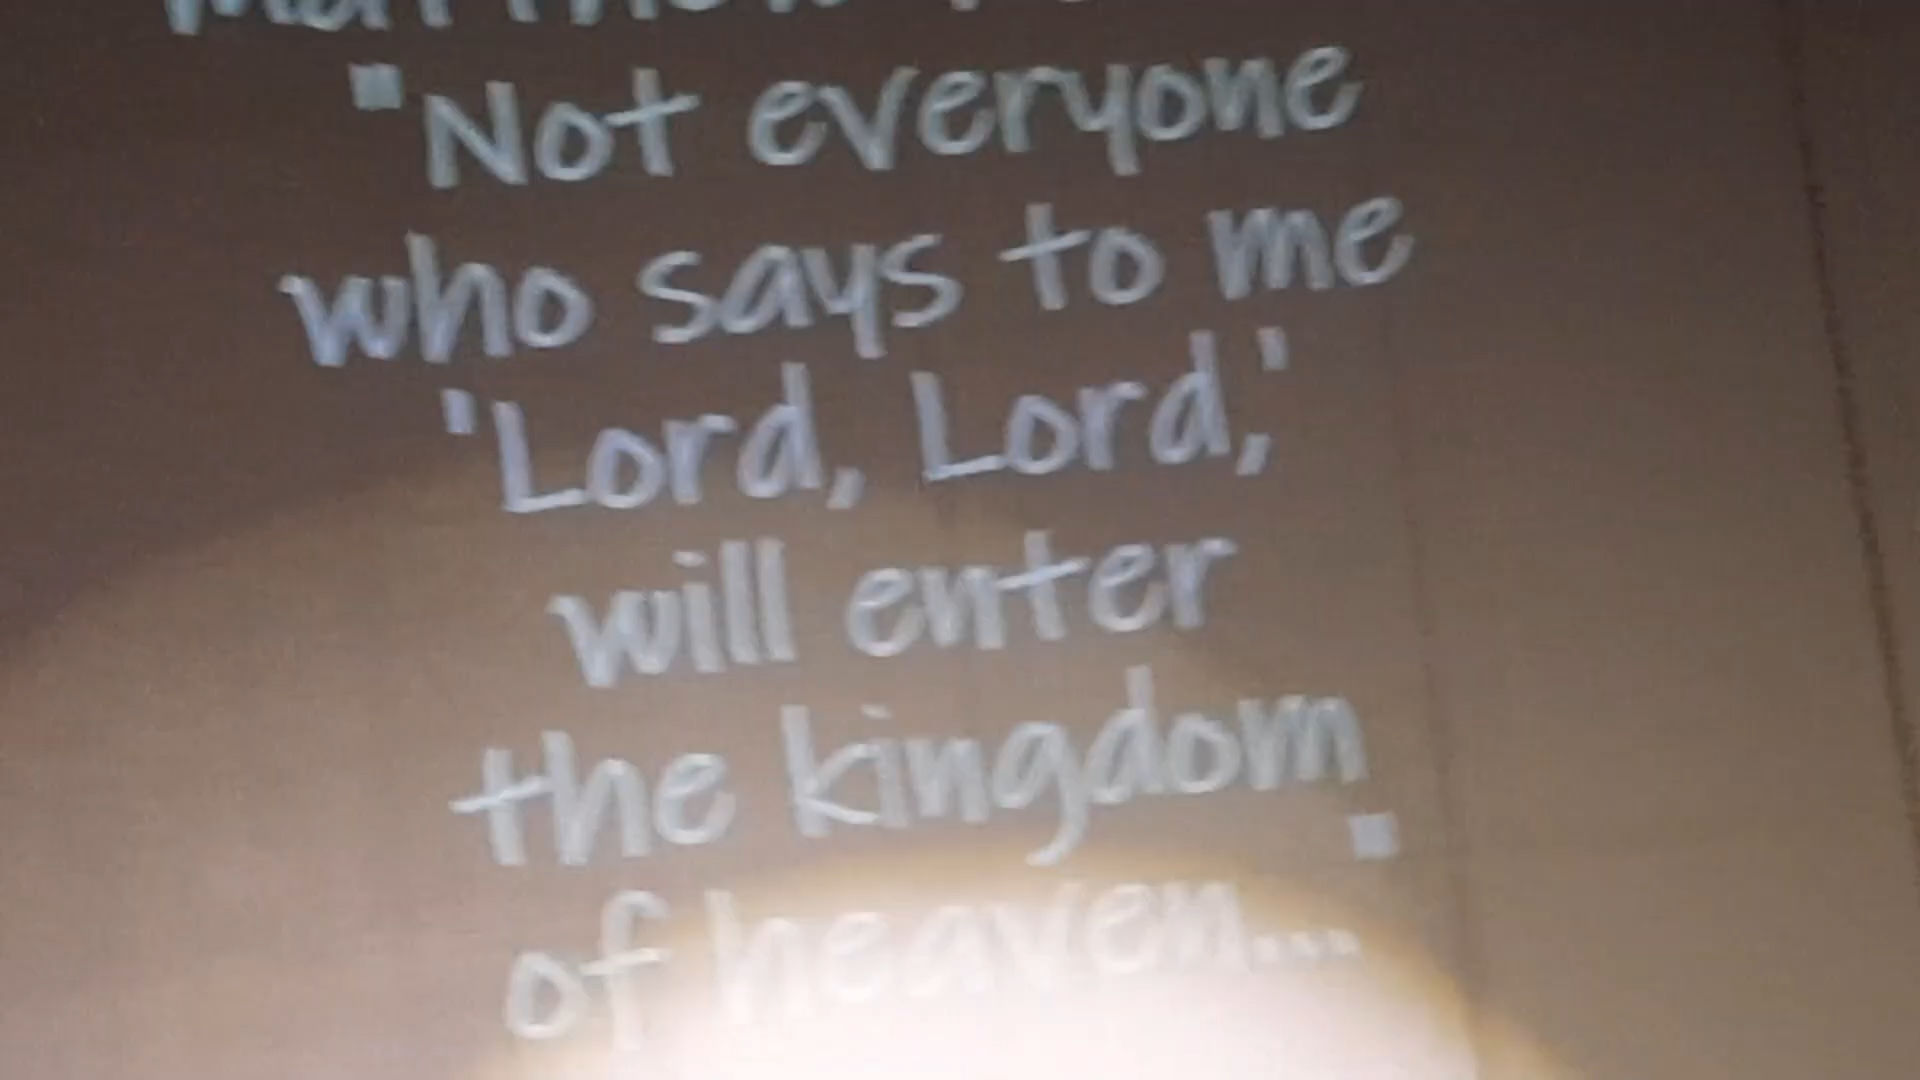 "Not everyone
who says to me
'Lord, Lord,'
will enter
the kingdom
of heaven..."